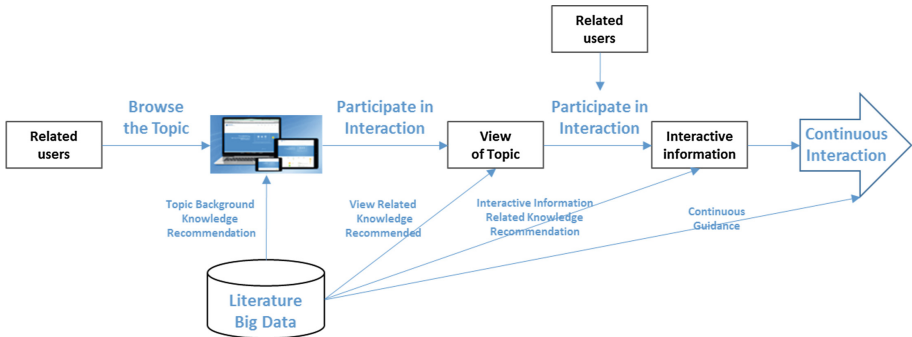 Related
users
Browse
the Topic
Participate in
Interaction
Related
users
View
of Topic
Participate in
Interaction
Interactive
information
Continuous
Interaction
Topic Background
Knowledge
Recommendation
View Related
Knowledge
Recommended
Interactive Information
Related Knowledge
Recommendation
Continuous
Guidance
Literature
Big Data